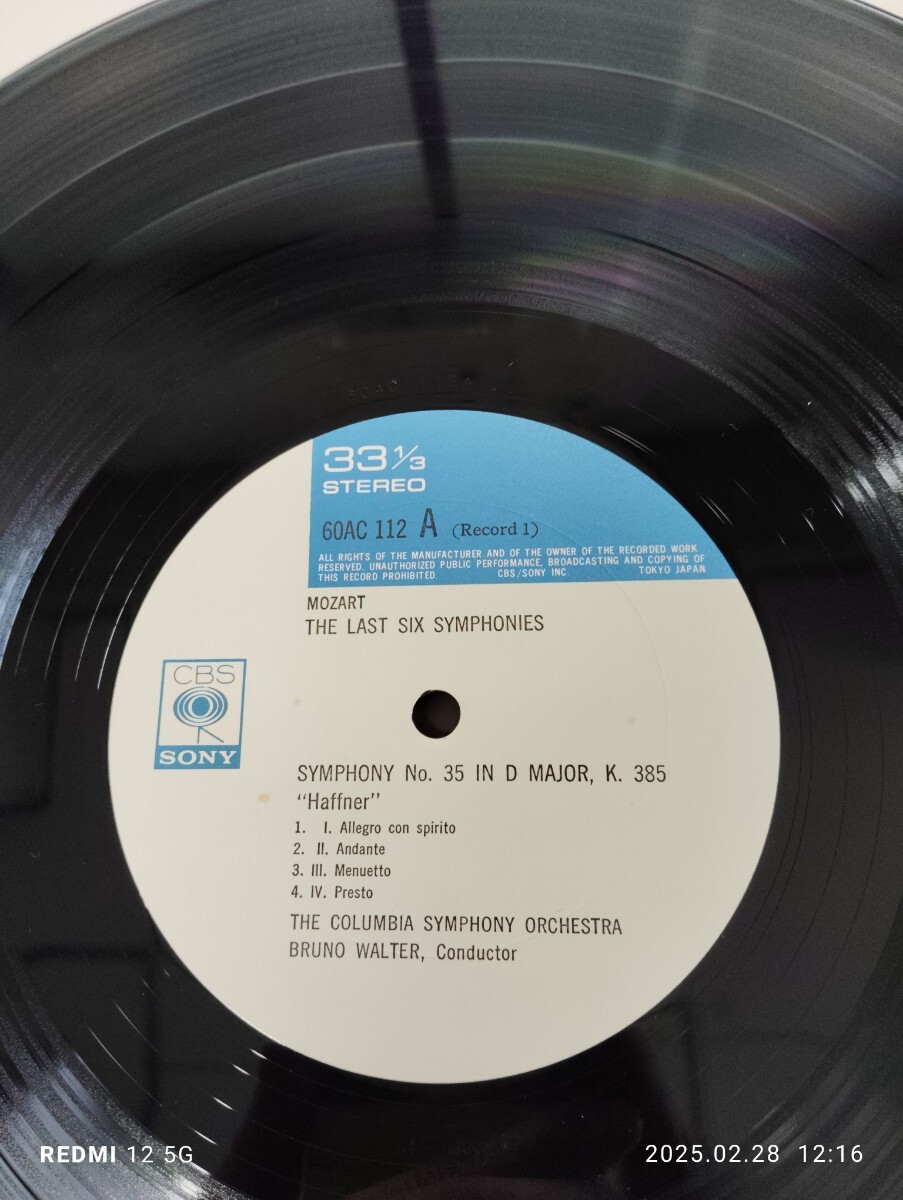 33 1/3
STEREO
60AC 112 A (Record 1)
ALL RIGHTS OF THE MANUFACTURER AND OF THE OWNER OF THE RECORDED WORK
RESERVED. UNAUTHORIZED PUBLIC PERFORMANCE, BROADCASTING AND COPYING OF
THIS RECORD PROHIBITED. CBS/SONY INC. TOKYO JAPAN
MOZART
THE LAST SIX SYMPHONIES
CBS
SONY
SYMPHONY No. 35 IN D MAJOR, K. 385
“Haffner”
1. I. Allegro con spirito
2. II. Andante
3. III. Menuetto
4. IV. Presto
THE COLUMBIA SYMPHONY ORCHESTRA
BRUNO WALTER, Conductor
REDMI 12 5G
2025.02.28 12:16